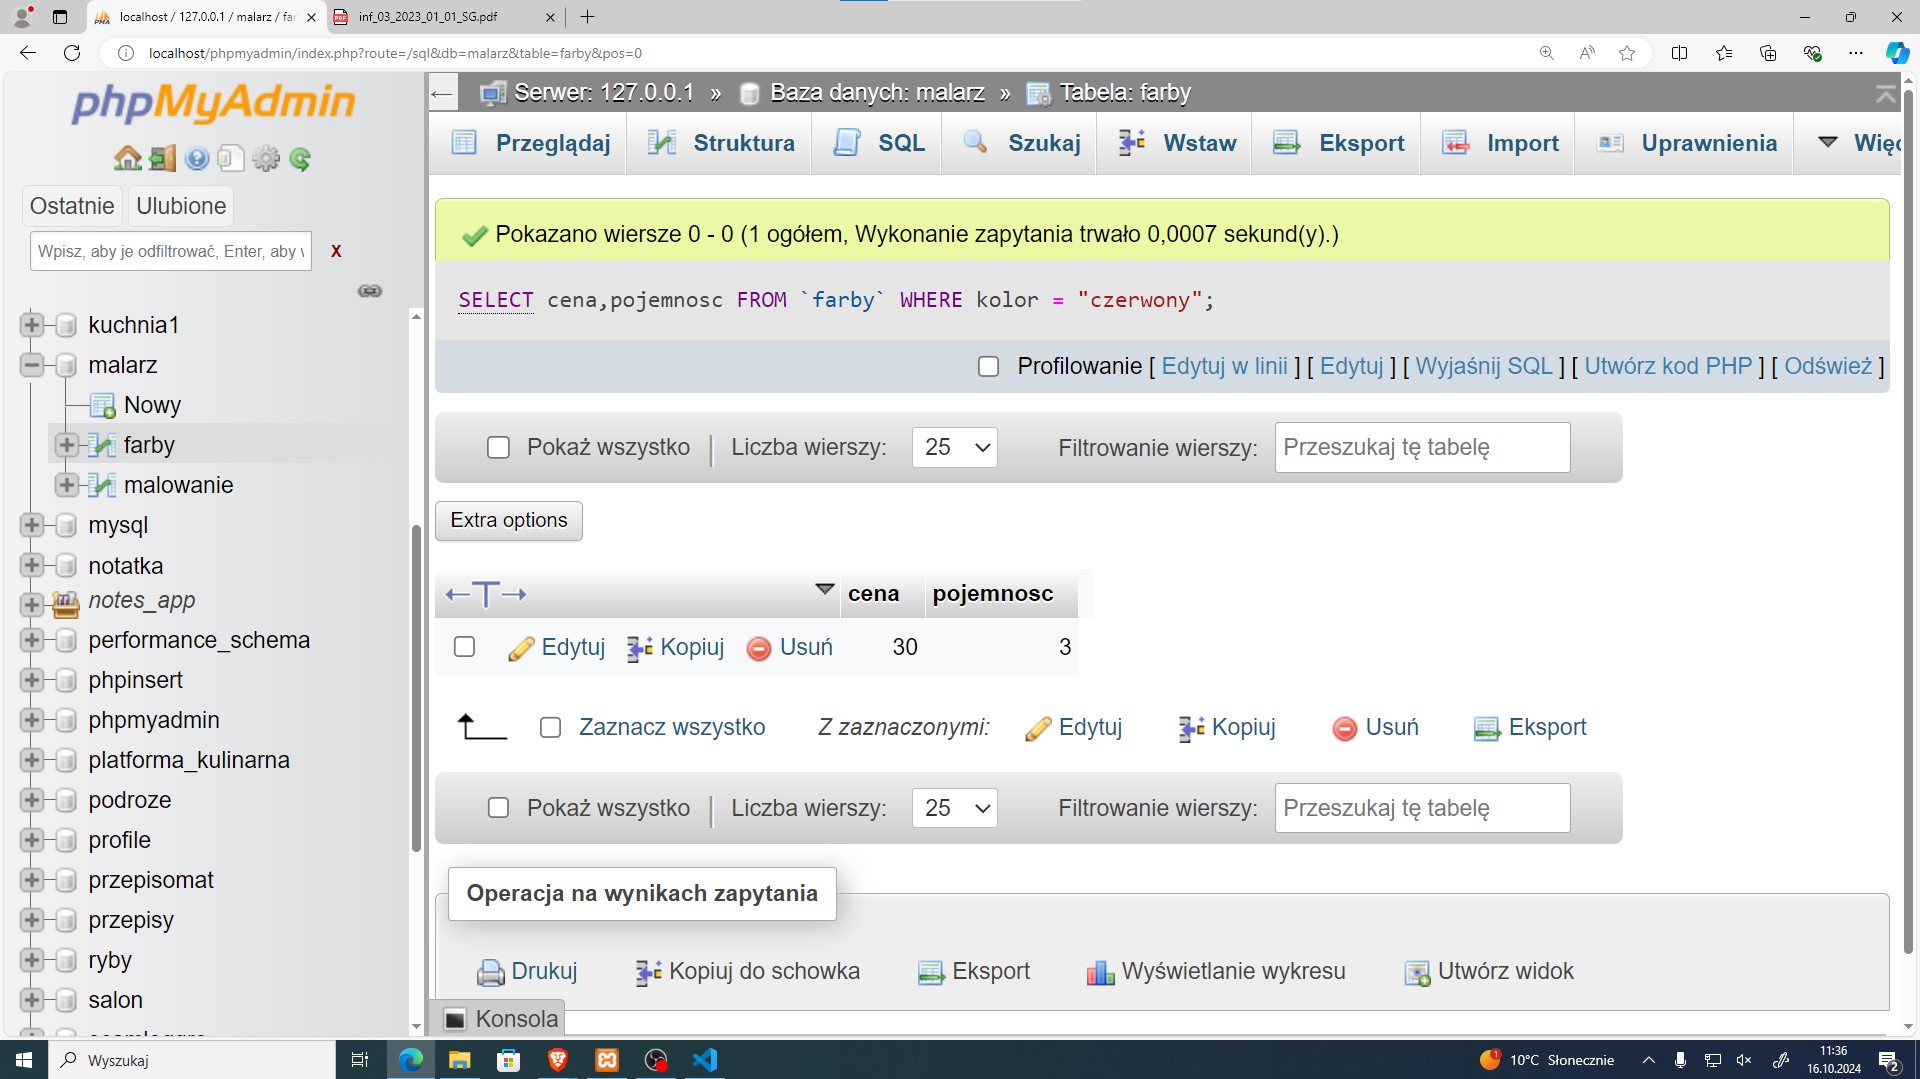 localhost / 127.0.0.1 / malarz / far
inf_03_2023_01_01_SG.pdf
localhost/phpmyadmin/index.php?route=/sql&db=malarz&table=farby&pos=0
phpMyAdmin
Ostatnie
Ulubione
Wpisz, aby je odfiltrować, Enter, aby
X
kuchnia1
malarz
Nowy
farby
malowanie
mysql
notatka
notes_app
performance_schema
phpinsert
phpmyadmin
platforma_kulinarna
podroze
profile
przepisomat
przepisy
ryby
salon
Serwer: 127.0.0.1 » Baza danych: malarz » Tabela: farby
Przeglądaj
Struktura
SQL
Szukaj
Wstaw
Eksport
Import
Uprawnienia
Więc
Pokazano wiersze 0 - 0 (1 ogółem, Wykonanie zapytania trwało 0,0007 sekund(y).)
SELECT cena,pojemnosc FROM `farby` WHERE kolor = "czerwony";
Profilowanie [ Edytuj w linii ] [ Edytuj ] [ Wyjaśnij SQL ] [ Utwórz kod PHP ] [ Odśwież ]
Pokaż wszystko | Liczba wierszy: 25 Filtrowanie wierszy: Przeszukaj tę tabelę
Extra options
←T→ cena pojemnosc
Edytuj Kopiuj Usuń 30 3
Zaznacz wszystko Z zaznaczonymi: Edytuj Kopiuj Usuń Eksport
Pokaż wszystko | Liczba wierszy: 25 Filtrowanie wierszy: Przeszukaj tę tabelę
Operacja na wynikach zapytania
Drukuj Kopiuj do schowka Eksport Wyświetlanie wykresu Utwórz widok
Konsola
Wyszukaj
1
10°C Słonecznie
11:36
16.10.2024
2